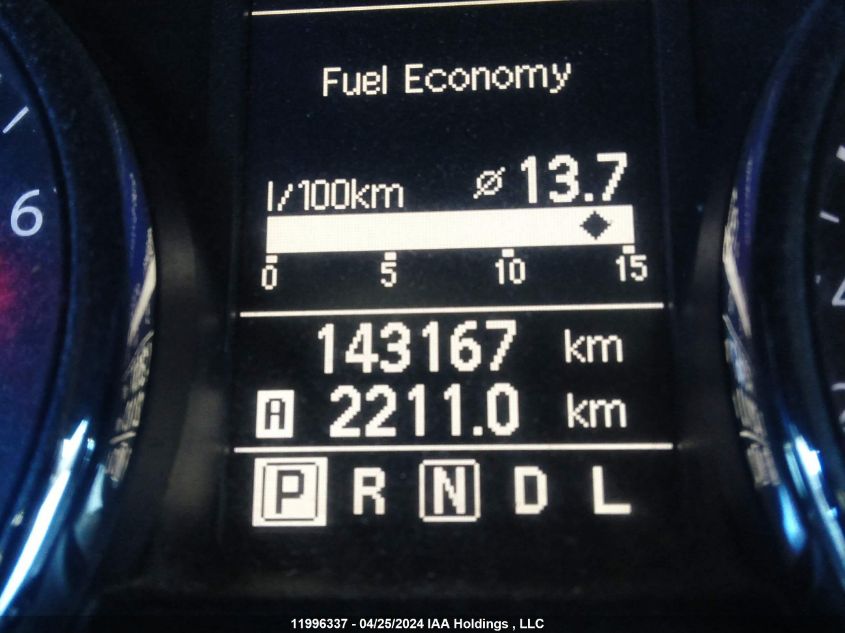 Fuel Economy
l/100km ⌀ 13.7
0 5 10 15
143167 km
A 2211.0 km
P R N D L
6
11996337 - 04/25/2024 IAA Holdings , LLC